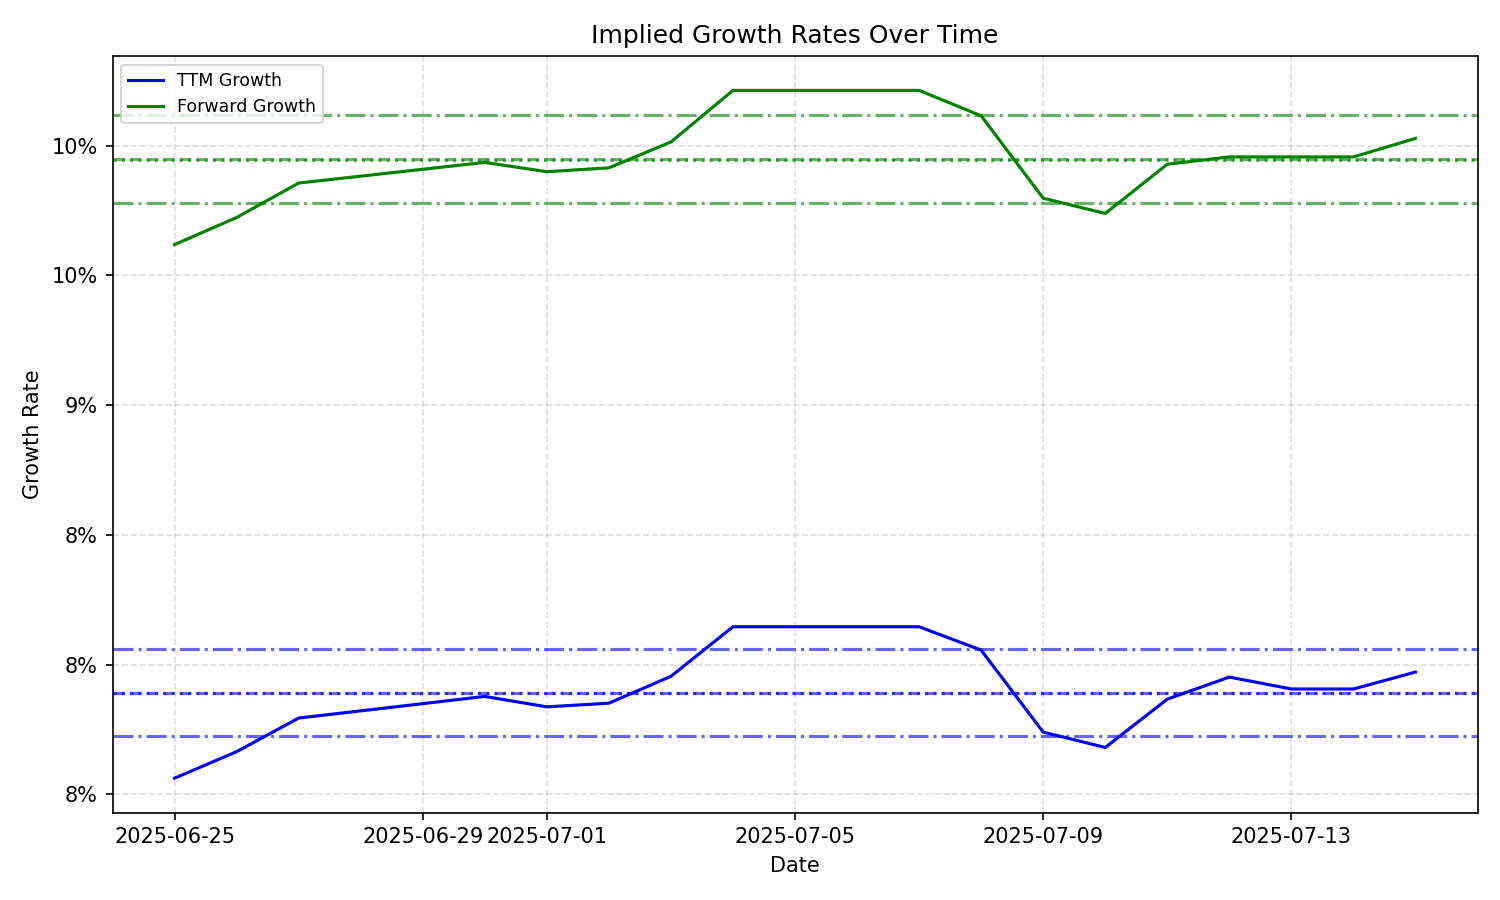 Implied Growth Rates Over Time
TTM Growth
Forward Growth
10%
10%
9%
8%
8%
8%
Growth Rate
2025-06-25
2025-06-29
2025-07-01
2025-07-05
2025-07-09
2025-07-13
Date